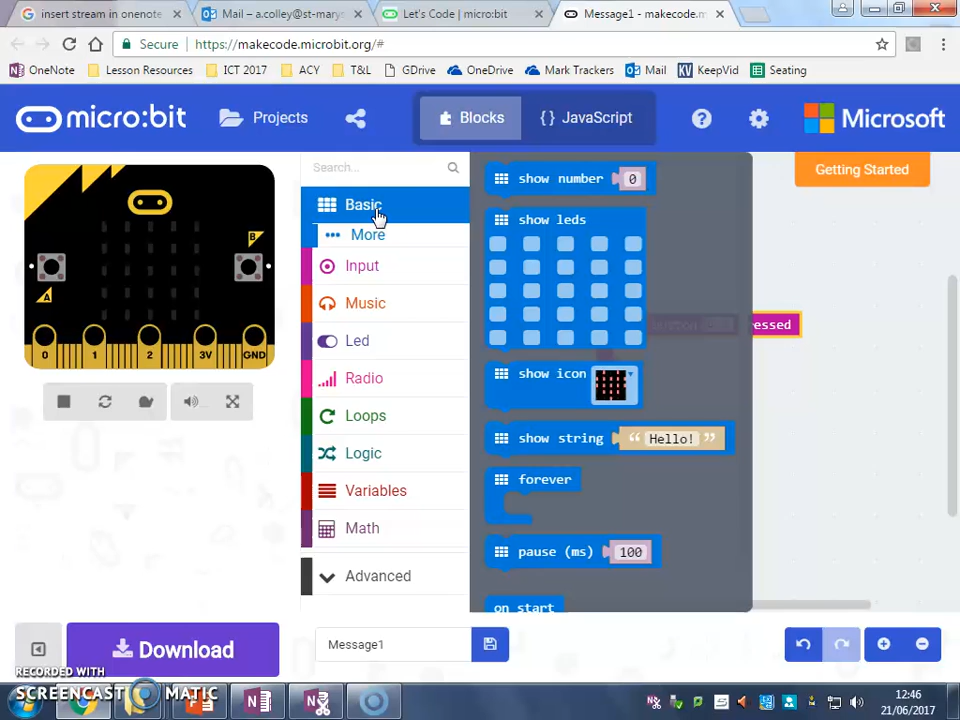 insert stream in onenote
Mail – a.colley@st-mary
Let's Code | micro:bit
Message1 - makecode.m
Secure
https://makecode.microbit.org/#
OneNote
Lesson Resources
ICT 2017
ACY
T&L
GDrive
OneDrive
Mark Trackers
Mail
KeepVid
Seating
micro:bit
Projects
Blocks
{} JavaScript
Microsoft
Getting Started
Search...
Basic
More
Input
Music
Led
Radio
Loops
Logic
Variables
Math
Advanced
show number 0
show leds
show icon
show string “ Hello! ”
forever
pause (ms) 100
on start
button
essed
B
A
0 1 2 3V GND
Download
Message1
RECORDED WITH
SCREENCAST MATIC
12:46
21/06/2017